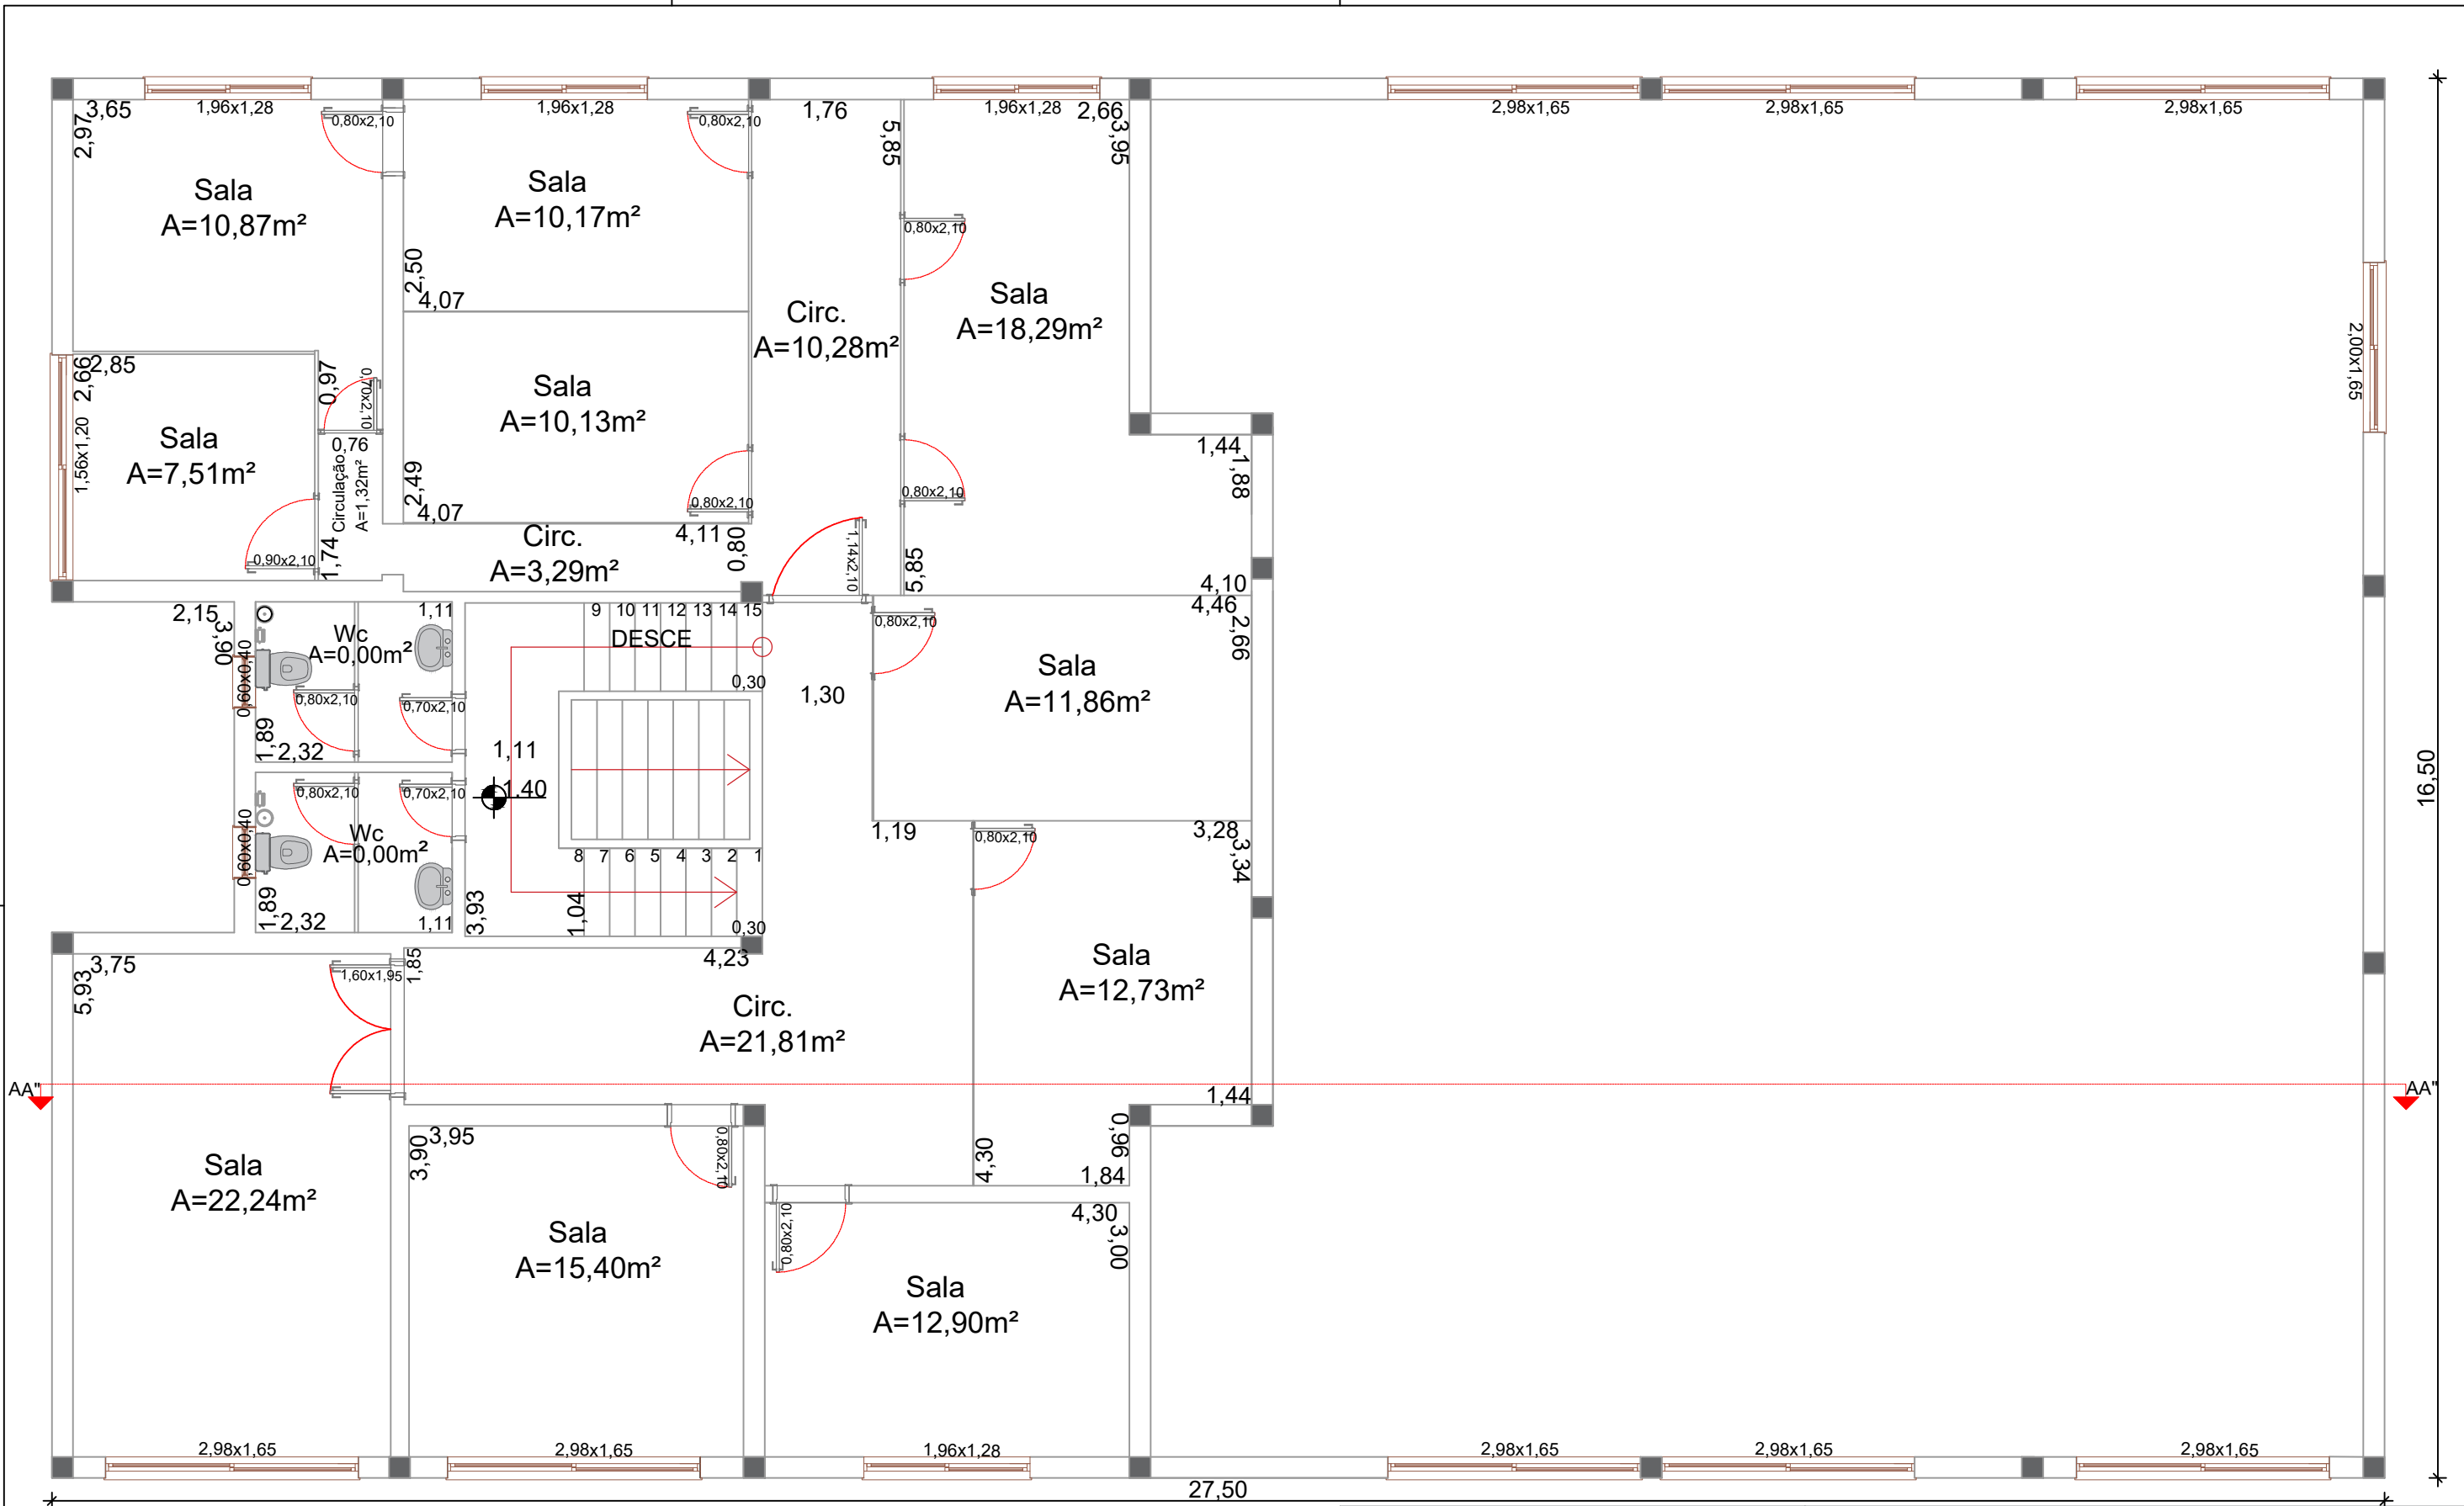 3,65
2,97
1,96x1,28
0,80x2,10
1,96x1,28
0,80x2,10
1,76
5,85
1,96x1,28
2,66
3,95
2,98x1,65
2,98x1,65
2,98x1,65
Sala
A=10,87m²
Sala
A=10,17m²
2,50
4,07
Circ.
A=10,28m²
0,80x2,10
Sala
A=18,29m²
2,00x1,65
2,85
2,66
1,56x1,20
Sala
A=7,51m²
0,90x2,10
0,97
0,70x2,10
0,76
Circulação
A=1,32m²
1,74
Sala
A=10,13m²
2,49
4,07
0,80x2,10
0,80x2,10
1,44
1,88
Circ.
A=3,29m²
4,11
0,80
1,14x2,10
5,85
4,10
4,46
2,66
2,15
3,90
0,60x0,40
Wc
A=0,00m²
1,11
0,80x2,10
0,70x2,10
1,89
2,32
9
10
11
12
13
14
15
DESCE
0,30
1,30
0,80x2,10
Sala
A=11,86m²
1,11
1,40
0,80x2,10
0,70x2,10
0,60x0,40
Wc
A=0,00m²
1,89
2,32
1,11
3,93
1,04
8
7
6
5
4
3
2
1
0,30
1,19
0,80x2,10
3,28
3,34
16,50
3,75
5,93
1,60x1,95
1,85
4,23
Circ.
A=21,81m²
Sala
A=12,73m²
AA"
AA"
1,44
0,96
1,84
4,30
3,95
3,90
0,80x2,10
Sala
A=22,24m²
Sala
A=15,40m²
0,80x2,10
4,30
3,00
Sala
A=12,90m²
2,98x1,65
2,98x1,65
1,96x1,28
2,98x1,65
2,98x1,65
2,98x1,65
27,50